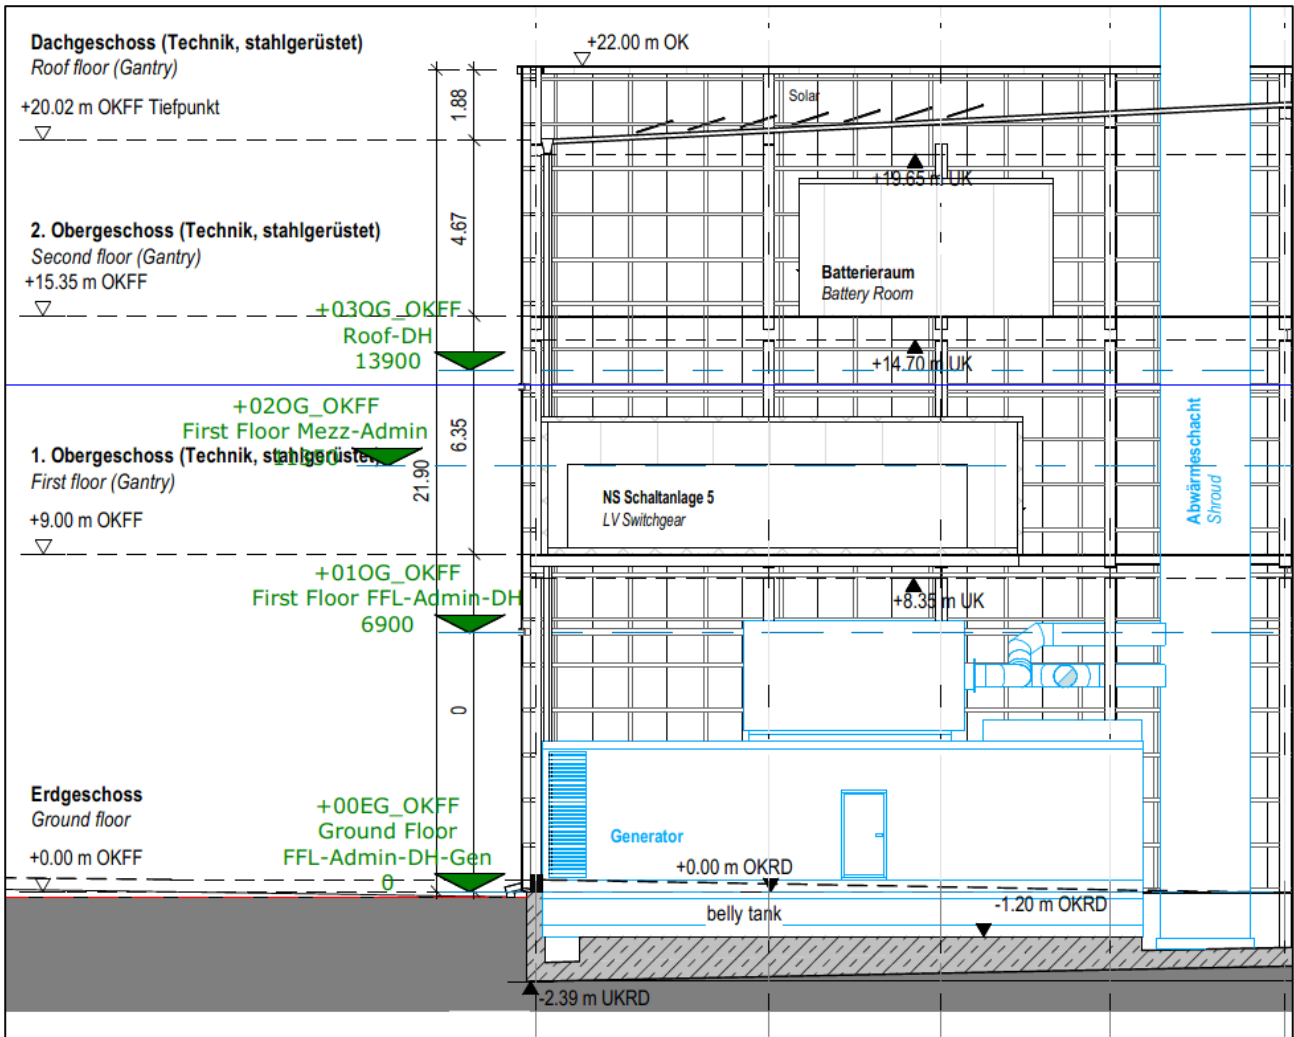 Dachgeschoss (Technik, stahlgerüstet)
Roof floor (Gantry)
+20.02 m OKFF Tiefpunkt
+22.00 m OK
1.88
Solar
+19.65 m UK
4.67
2. Obergeschoss (Technik, stahlgerüstet)
Second floor (Gantry)
+15.35 m OKFF
Batterieraum
Battery Room
+03OG_OKFF
Roof-DH
13900
+14.70 m UK
+02OG_OKFF
First Floor Mezz-Admin
1. Obergeschoss (Technik, stahlgerüstet)
First floor (Gantry)
+9.00 m OKFF
6.35
21.90
NS Schaltanlage 5
LV Switchgear
Abwärmeschacht
Shroud
+01OG_OKFF
First Floor FFL-Admin-DH
6900
+8.35 m UK
0
Erdgeschoss
Ground floor
+0.00 m OKFF
+00EG_OKFF
Ground Floor
FFL-Admin-DH-Gen
0
Generator
+0.00 m OKRD
belly tank
-1.20 m OKRD
-2.39 m UKRD